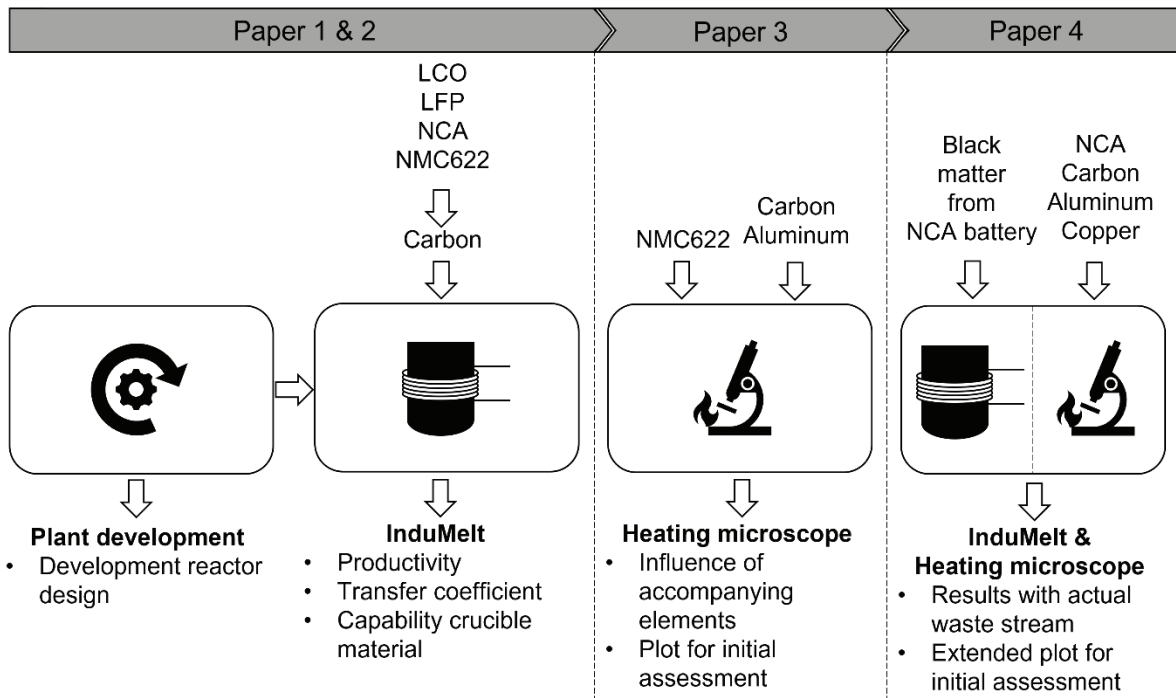 Paper 1 & 2
Paper 3
Paper 4
LCO
LFP
NCA
NMC622
Carbon
NMC622
Carbon
Aluminum
Black
matter
from
NCA battery
NCA
Carbon
Aluminum
Copper
Plant development
• Development reactor
design
InduMelt
• Productivity
• Transfer coefficient
• Capability crucible
material
Heating microscope
• Influence of
accompanying
elements
• Plot for initial
assessment
InduMelt &
Heating microscope
• Results with actual
waste stream
• Extended plot for
initial assessment